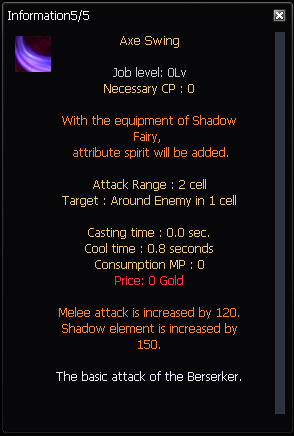 Information5/5
Axe Swing
Job level: 0Lv
Necessary CP : 0
With the equipment of Shadow
Fairy,
attribute spirit will be added.
Attack Range : 2 cell
Target : Around Enemy in 1 cell
Casting time : 0.0 sec.
Cool time : 0.8 seconds
Consumption MP : 0
Price: 0 Gold
Melee attack is increased by 120.
Shadow element is increased by
150.
The basic attack of the Berserker.